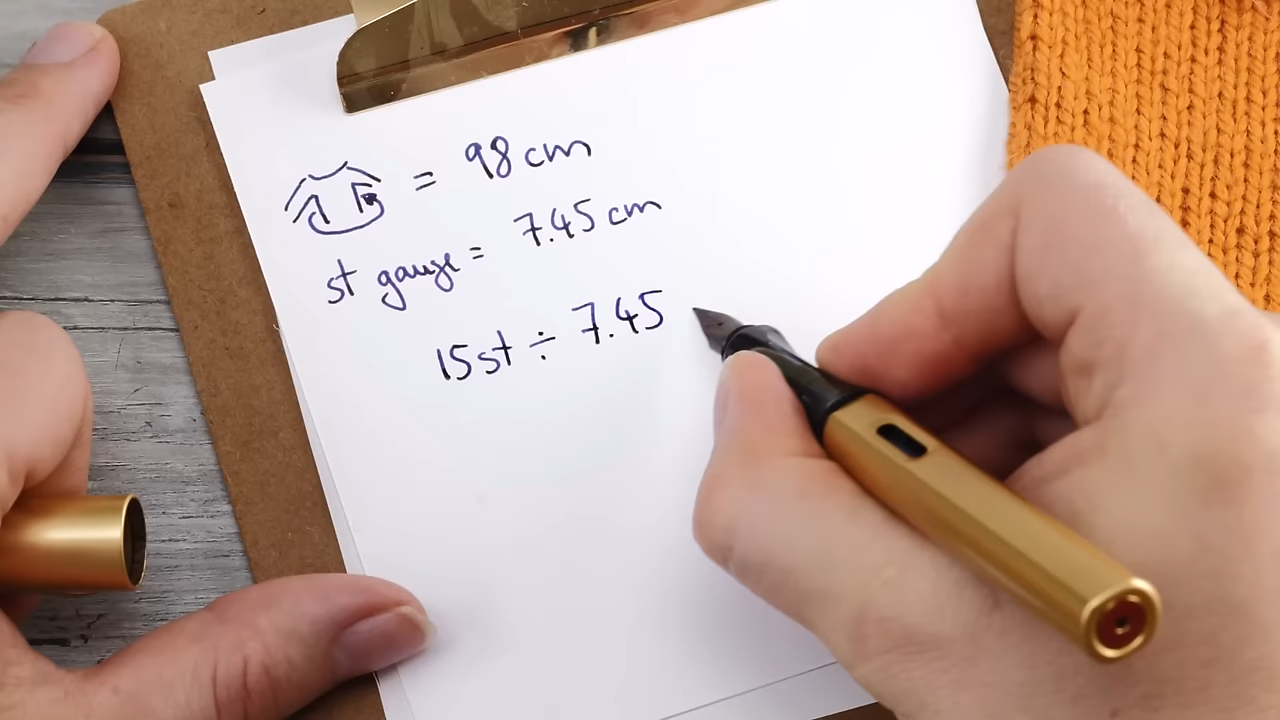 = 98 cm
st gauge = 7.45 cm
15st ÷ 7.45